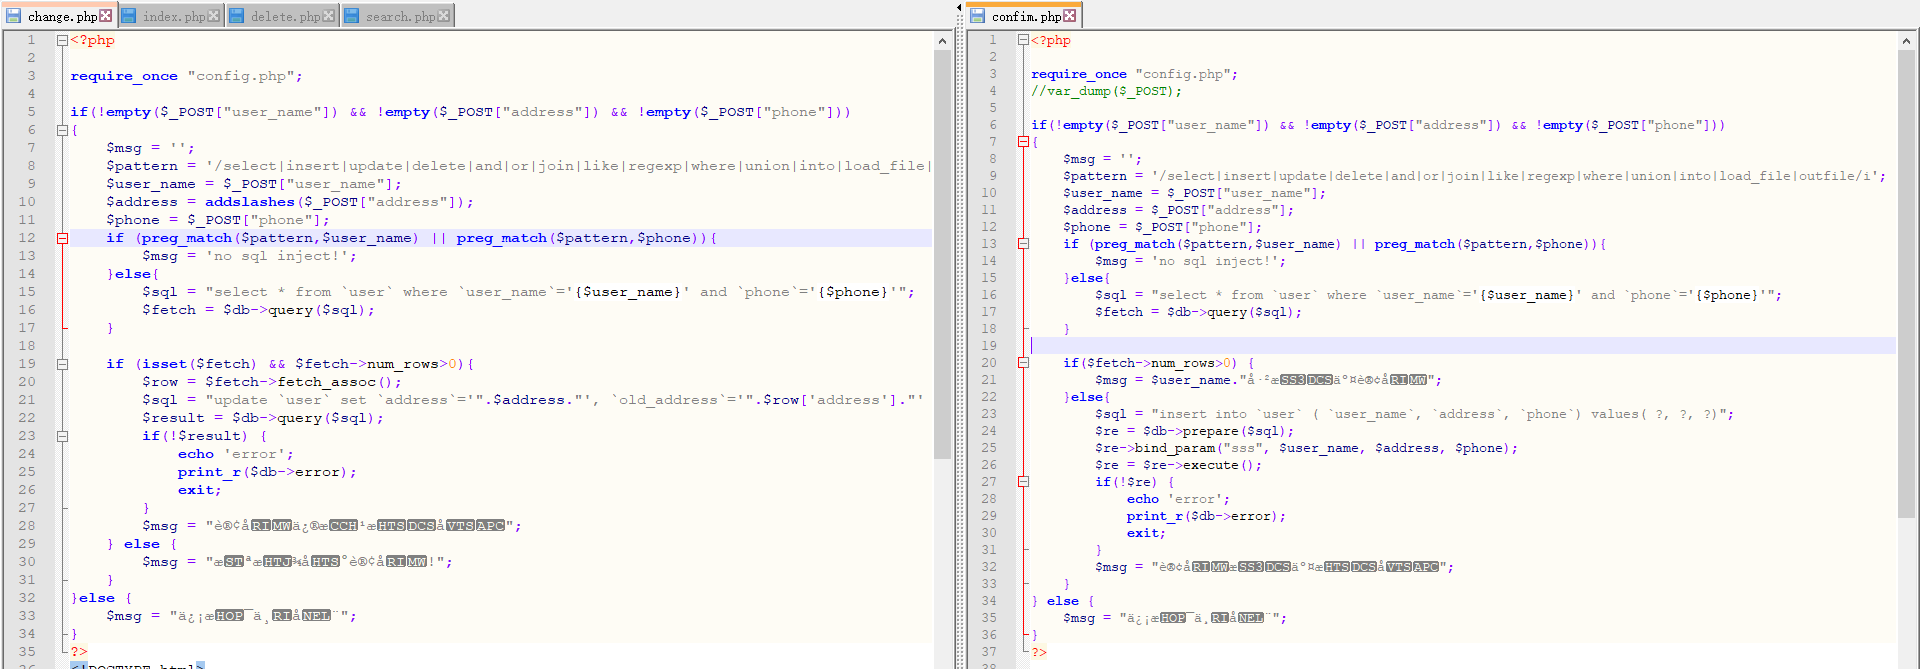 change.php
index.php
delete.php
search.php
1 <?php
2
3 require_once "config.php";
4
5 if(!empty($_POST["user_name"]) && !empty($_POST["address"]) && !empty($_POST["phone"]))
6 {
7 $msg = '';
8 $pattern = '/select|insert|update|delete|and|or|join|like|regexp|where|union|into|load_file|
9 $user_name = $_POST["user_name"];
10 $address = addslashes($_POST["address"]);
11 $phone = $_POST["phone"];
12 if (preg_match($pattern,$user_name) || preg_match($pattern,$phone)){
13 $msg = 'no sql inject!';
14 }else{
15 $sql = "select * from `user` where `user_name`='{$user_name}' and `phone`='{$phone}'";
16 $fetch = $db->query($sql);
17 }
18
19 if (isset($fetch) && $fetch->num_rows>0){
20 $row = $fetch->fetch_assoc();
21 $sql = "update `user` set `address`='".$address."', `old_address`='".$row['address']."'
22 $result = $db->query($sql);
23 if(!$result) {
24 echo 'error';
25 print_r($db->error);
26 exit;
27 }
28 $msg = "è®¢åRIMWä¿®æCCH¹æHTSDCSåVTSAPC";
29 } else {
30 $msg = "æSTªæHTJ¾åHTS°è®¢åRIMW!";
31 }
32 }else {
33 $msg = "ä¿¡æHOP¯ä¸RIåNEL¨";
34 }
35 ?>
36 <!DOCTYPE html>
confim.php
1 <?php
2
3 require_once "config.php";
4 //var_dump($_POST);
5
6 if(!empty($_POST["user_name"]) && !empty($_POST["address"]) && !empty($_POST["phone"]))
7 {
8 $msg = '';
9 $pattern = '/select|insert|update|delete|and|or|join|like|regexp|where|union|into|load_file|outfile/i';
10 $user_name = $_POST["user_name"];
11 $address = $_POST["address"];
12 $phone = $_POST["phone"];
13 if (preg_match($pattern,$user_name) || preg_match($pattern,$phone)){
14 $msg = 'no sql inject!';
15 }else{
16 $sql = "select * from `user` where `user_name`='{$user_name}' and `phone`='{$phone}'";
17 $fetch = $db->query($sql);
18 }
19
20 if($fetch->num_rows>0) {
21 $msg = $user_name."å·²æSS3DCSäº¤è®¢åRIMW";
22 }else{
23 $sql = "insert into `user` ( `user_name`, `address`, `phone`) values( ?, ?, ?)";
24 $re = $db->prepare($sql);
25 $re->bind_param("sss", $user_name, $address, $phone);
26 $re = $re->execute();
27 if(!$re) {
28 echo 'error';
29 print_r($db->error);
30 exit;
31 }
32 $msg = "è®¢åRIMWæSS3DCSäº¤æHTSDCSåVTSAPC";
33 }
34 } else {
35 $msg = "ä¿¡æHOP¯ä¸RIåNEL¨";
36 }
37 ?>
38